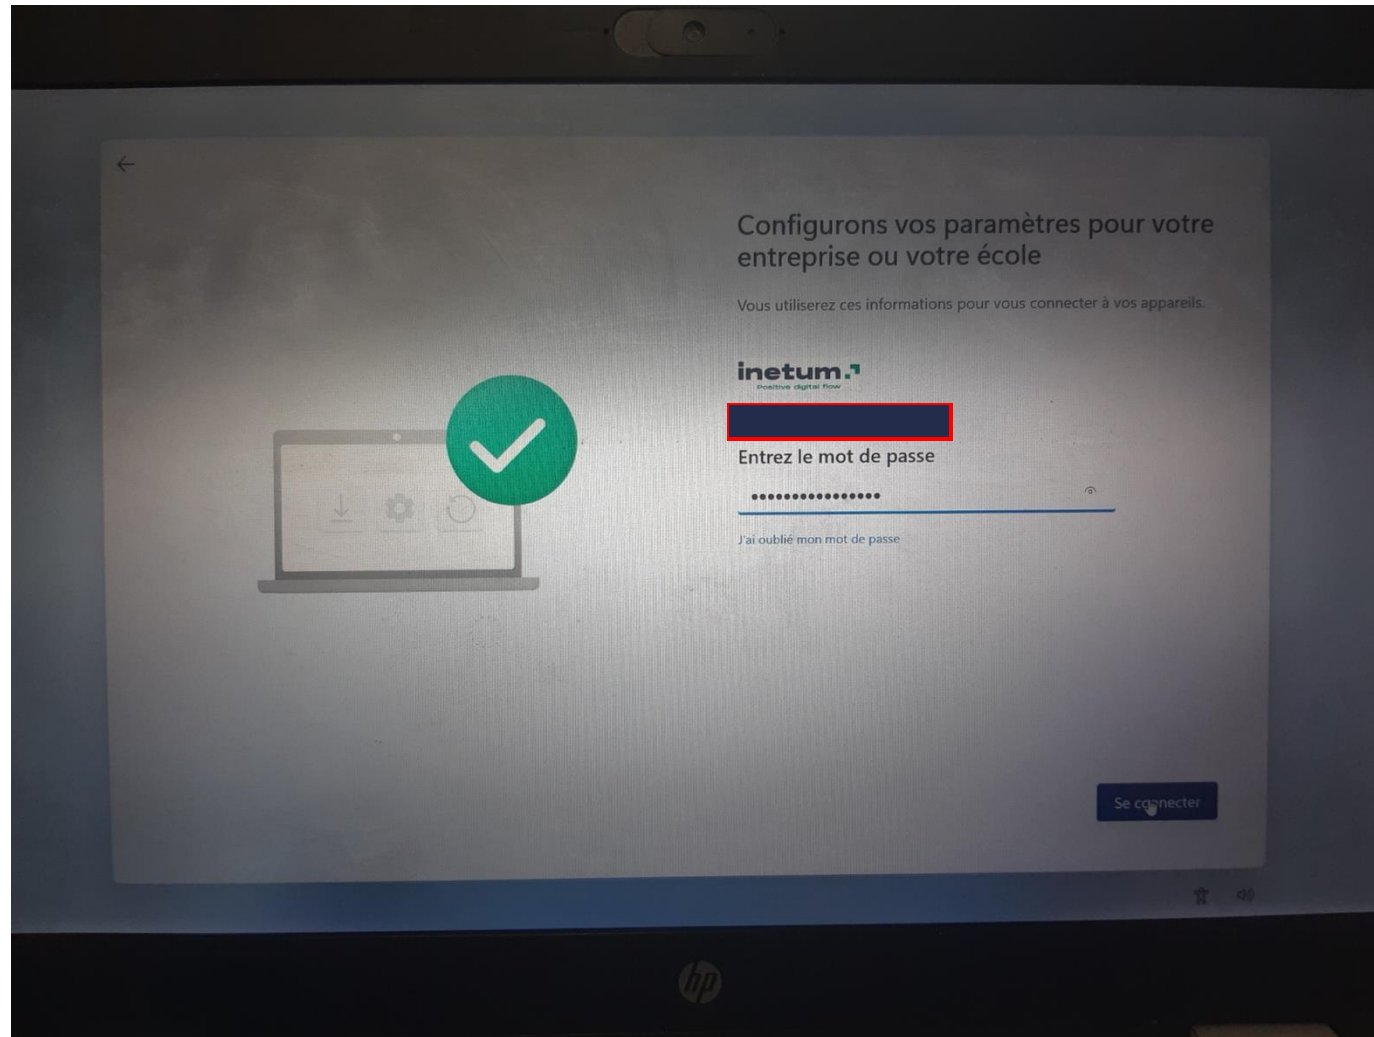 Configurons vos paramètres pour votre
entreprise ou votre école
Vous utiliserez ces informations pour vous connecter à vos appareils.
inetum.
Positive digital flow
Entrez le mot de passe
••••••••••••••••
J'ai oublié mon mot de passe
Se connecter
hp